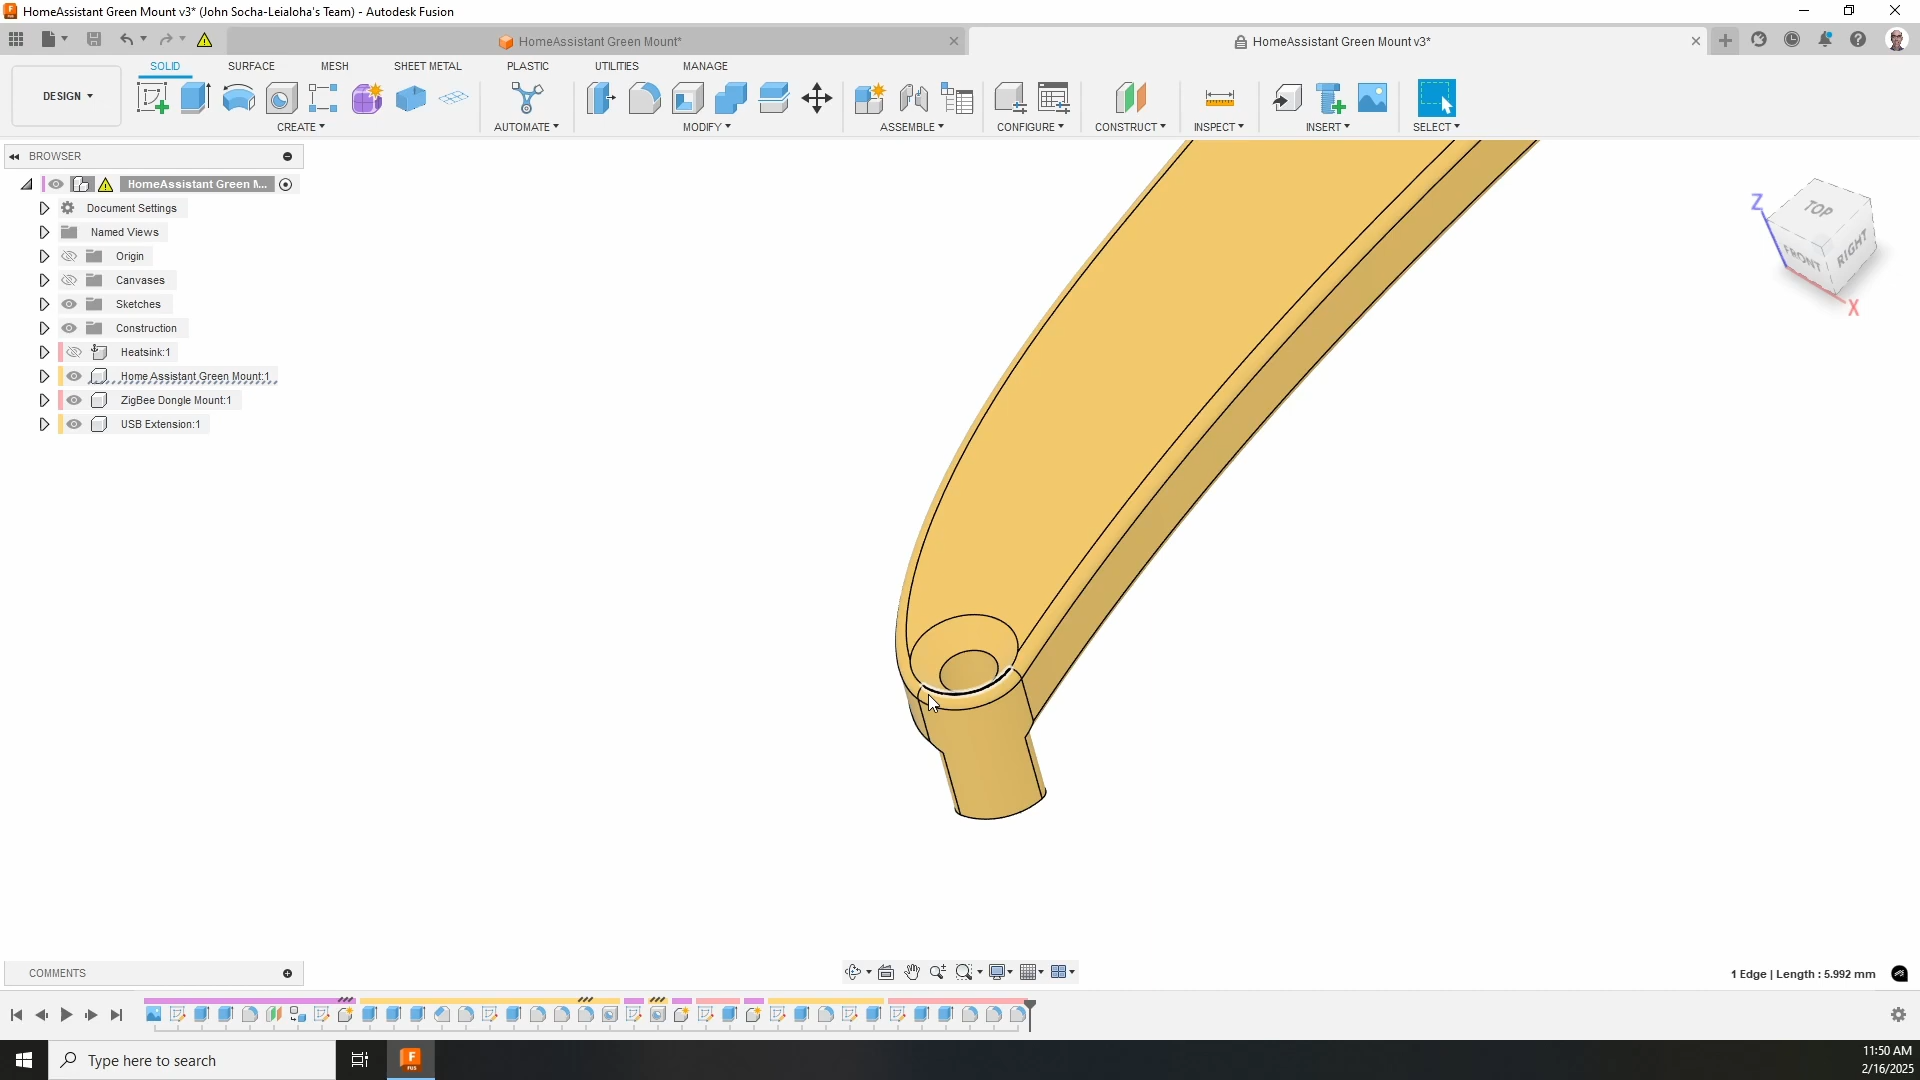 HomeAssistant Green Mount v3* (John Socha-Leialoha's Team) - Autodesk Fusion
HomeAssistant Green Mount*
HomeAssistant Green Mount v3*
SOLID
SURFACE
MESH
SHEET METAL
PLASTIC
UTILITIES
MANAGE
DESIGN
CREATE
AUTOMATE
MODIFY
ASSEMBLE
CONFIGURE
CONSTRUCT
INSPECT
INSERT
SELECT
BROWSER
HomeAssistant Green M...
Document Settings
Named Views
Origin
Canvases
Sketches
Construction
Heatsink:1
Home Assistant Green Mount:1
ZigBee Dongle Mount:1
USB Extension:1
TOP
FRONT
RIGHT
Z
X
COMMENTS
1 Edge | Length : 5.992 mm
Type here to search
F
FUS
11:50 AM
2/16/2025